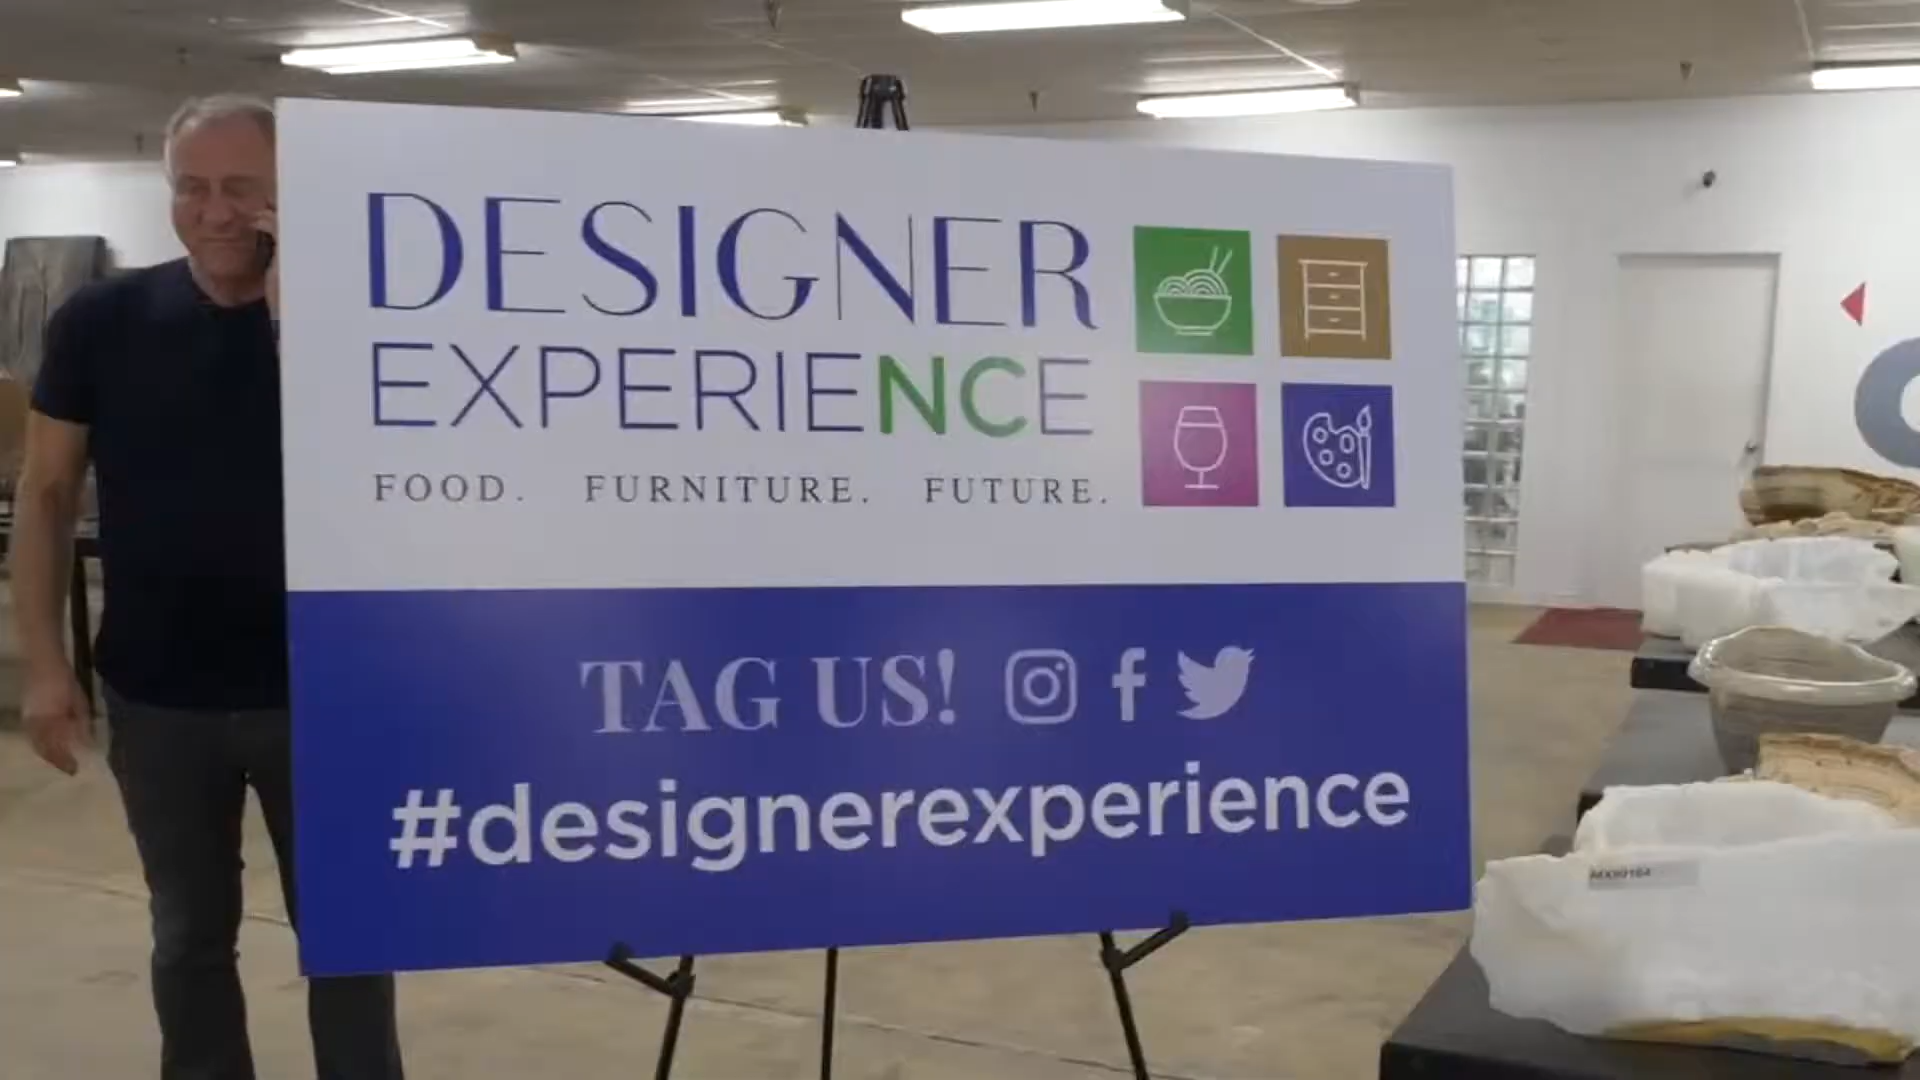 DESIGNER
EXPERIENCE
FOOD. FURNITURE. FUTURE.
TAG US!
#designerexperience